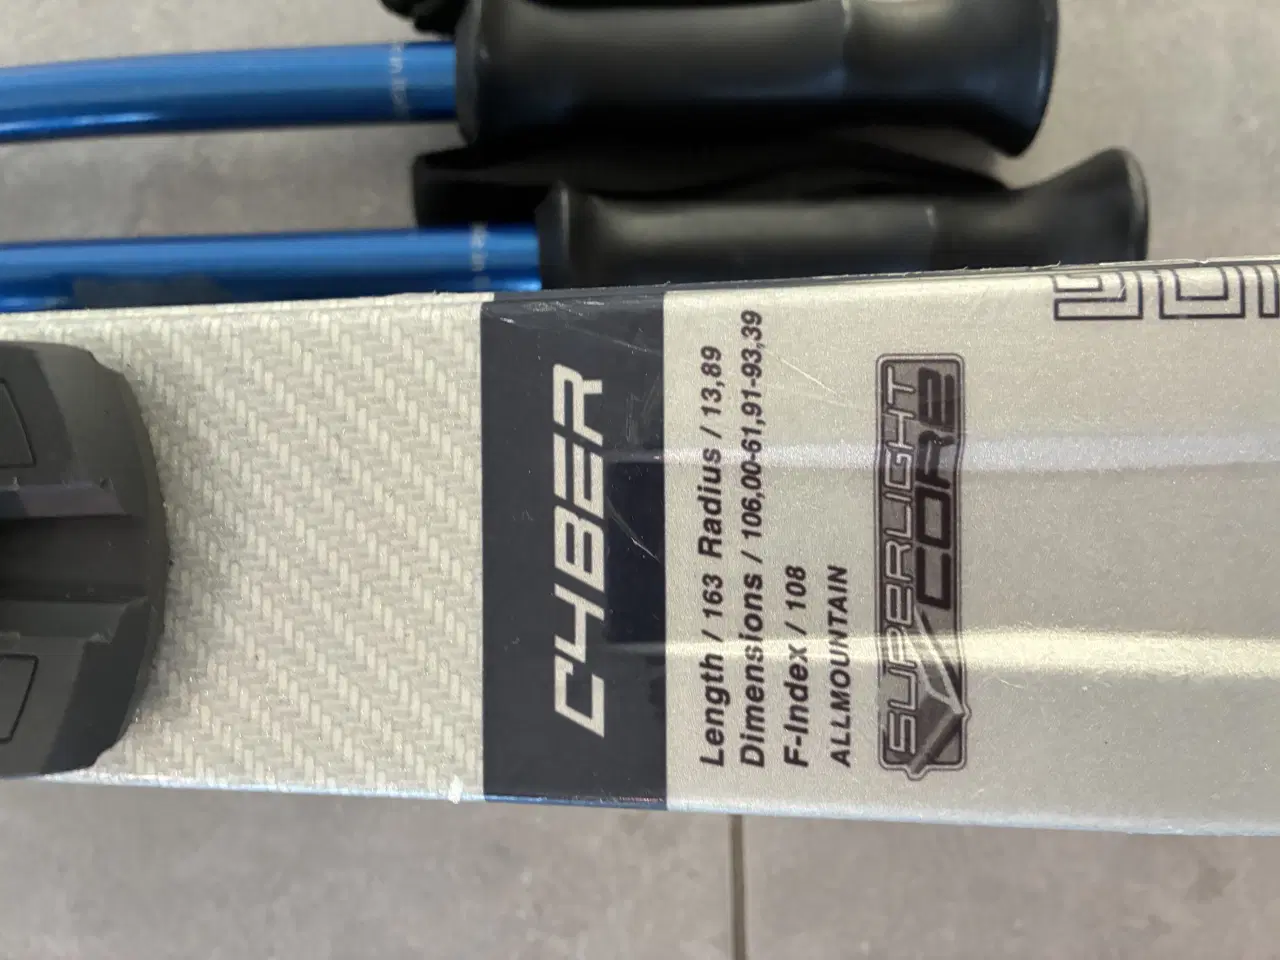 CYBER
Length / 163 Radius / 13,89
Dimensions / 106,00-61,91-93,39
F-Index / 108
ALLMOUNTAIN
SUPERLIGHT
CORE